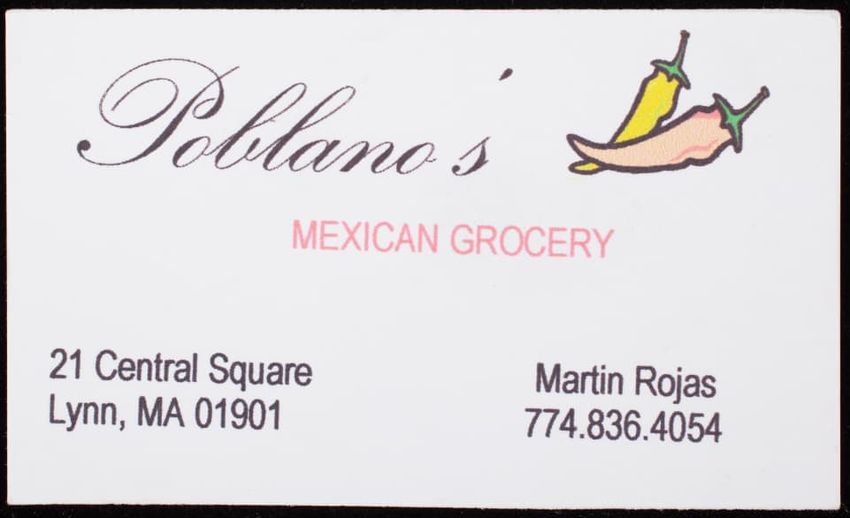 Poblano's
MEXICAN GROCERY
21 Central Square
Lynn, MA 01901
Martin Rojas
774.836.4054